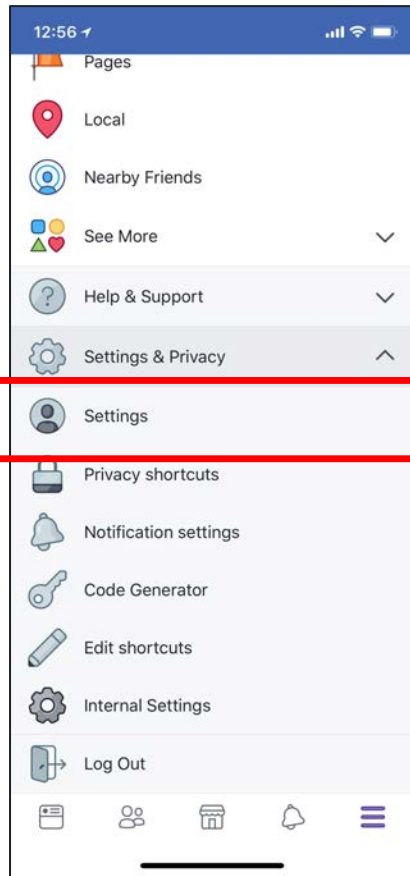 12:56
Pages
Local
Nearby Friends
See More
Help & Support
Settings & Privacy
Settings
Privacy shortcuts
Notification settings
Code Generator
Edit shortcuts
Internal Settings
Log Out